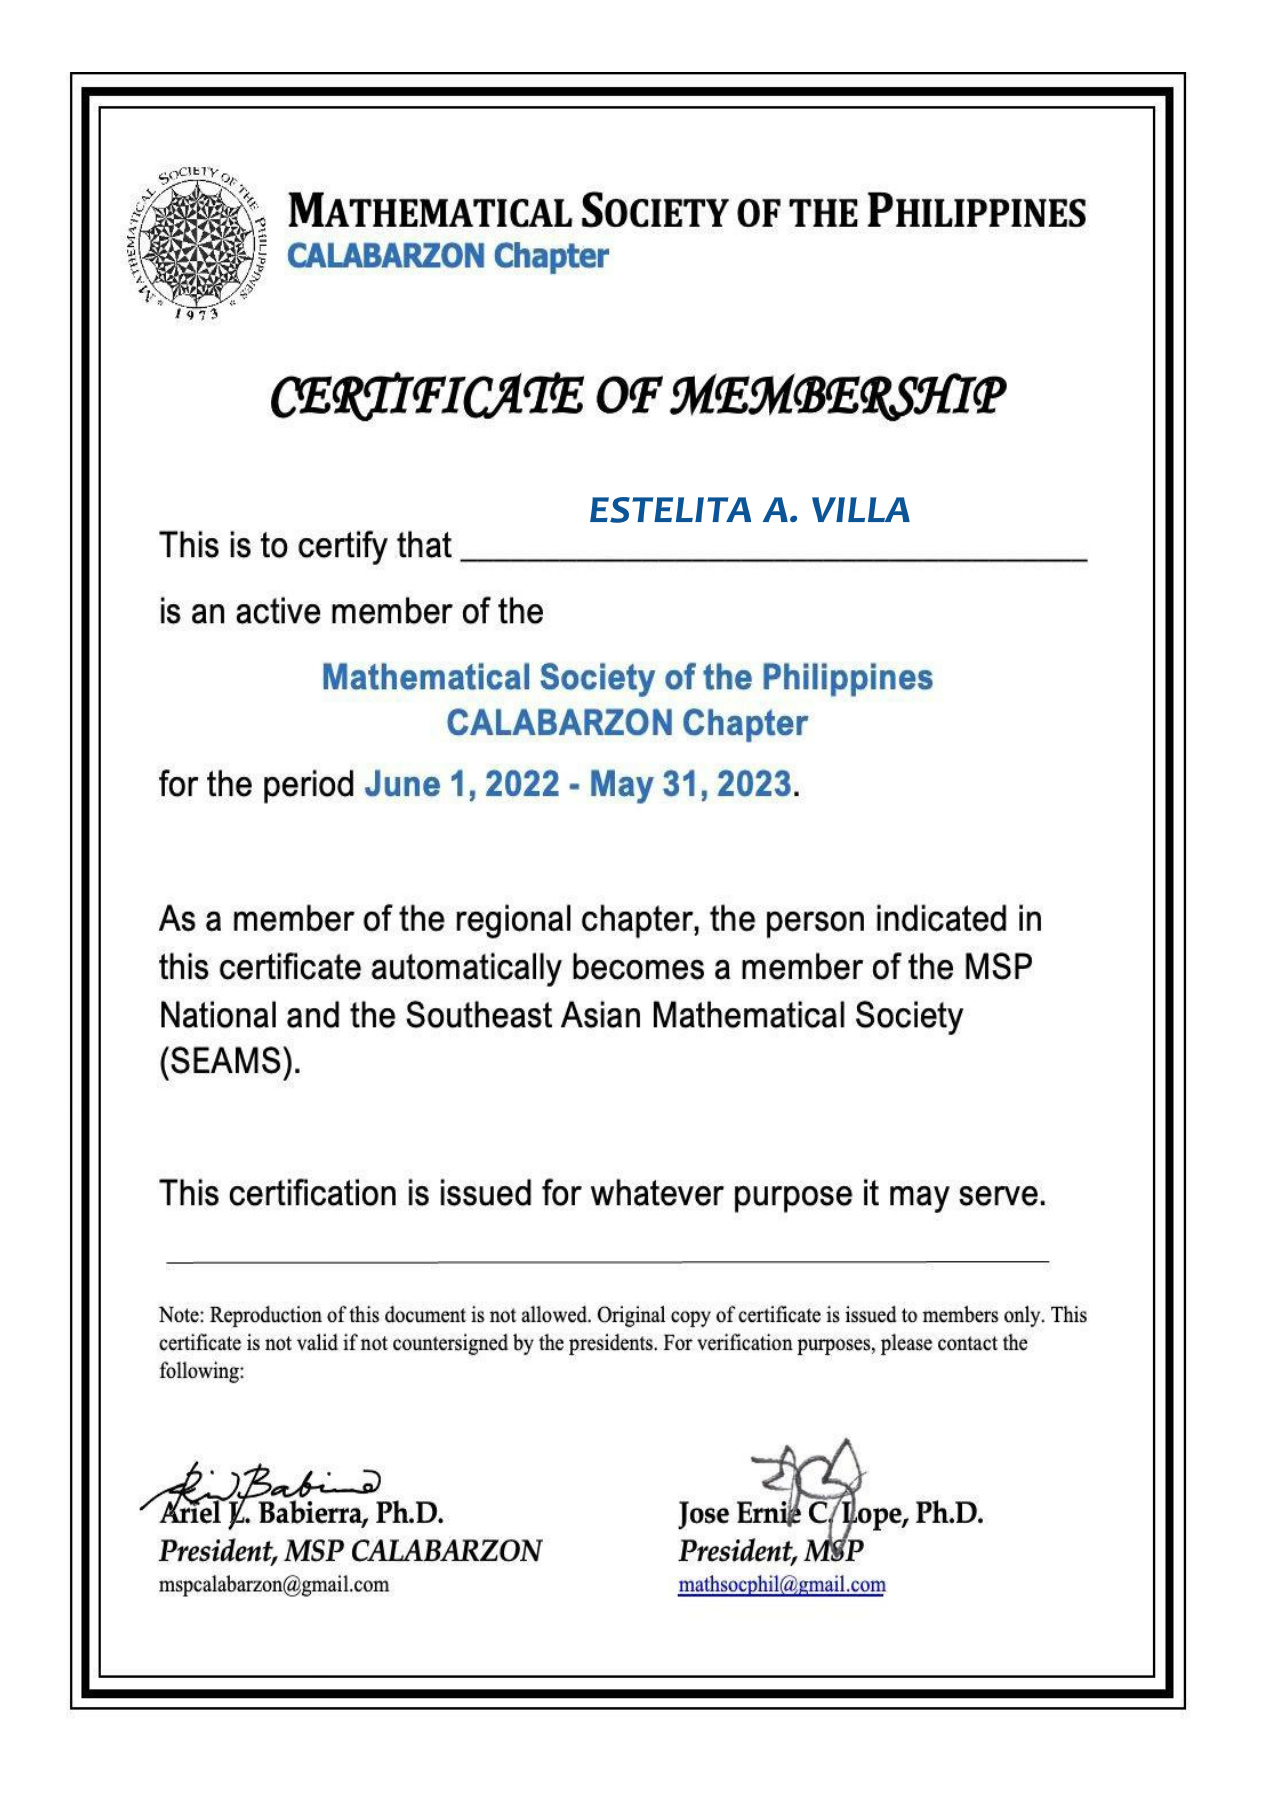 MATHEMATICAL SOCIETY OF THE PHILIPPINES
1973
MATHEMATICAL SOCIETY OF THE PHILIPPINES
CALABARZON Chapter
CERTIFICATE OF MEMBERSHIP
ESTELITA A. VILLA
This is to certify that
is an active member of the
Mathematical Society of the Philippines
CALABARZON Chapter
for the period June 1, 2022 - May 31, 2023.
As a member of the regional chapter, the person indicated in
this certificate automatically becomes a member of the MSP
National and the Southeast Asian Mathematical Society
(SEAMS).
This certification is issued for whatever purpose it may serve.
Note: Reproduction of this document is not allowed. Original copy of certificate is issued to members only. This
certificate is not valid if not countersigned by the presidents. For verification purposes, please contact the
following:
Ariel L. Babierra, Ph.D.
President, MSP CALABARZON
mspcalabarzon@gmail.com
Jose Ernie C. Lope, Ph.D.
President, MSP
mathsocphil@gmail.com